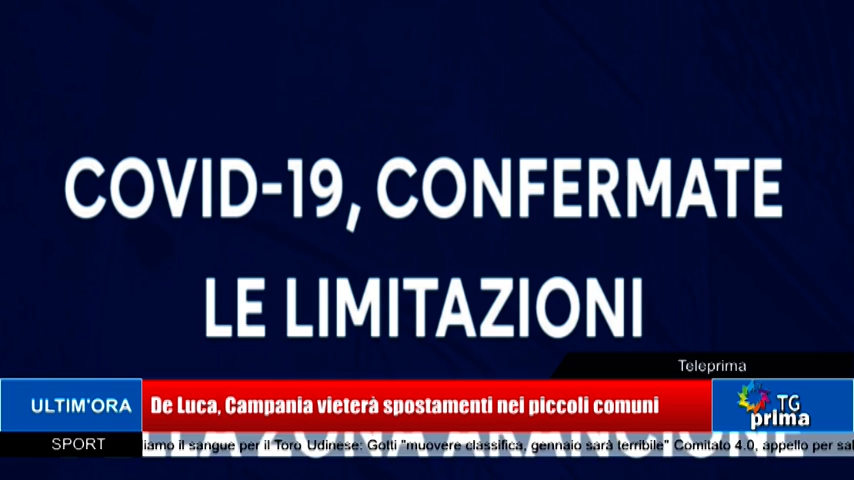 COVID-19, CONFERMATE
LE LIMITAZIONI
Teleprima
ULTIM'ORA
De Luca, Campania vieterà spostamenti nei piccoli comuni
TG
prima
SPORT
liamo il sangue per il Toro Udinese: Gotti "muovere classifica, gennaio sarà terribile" Comitato 4.0, appello per sal